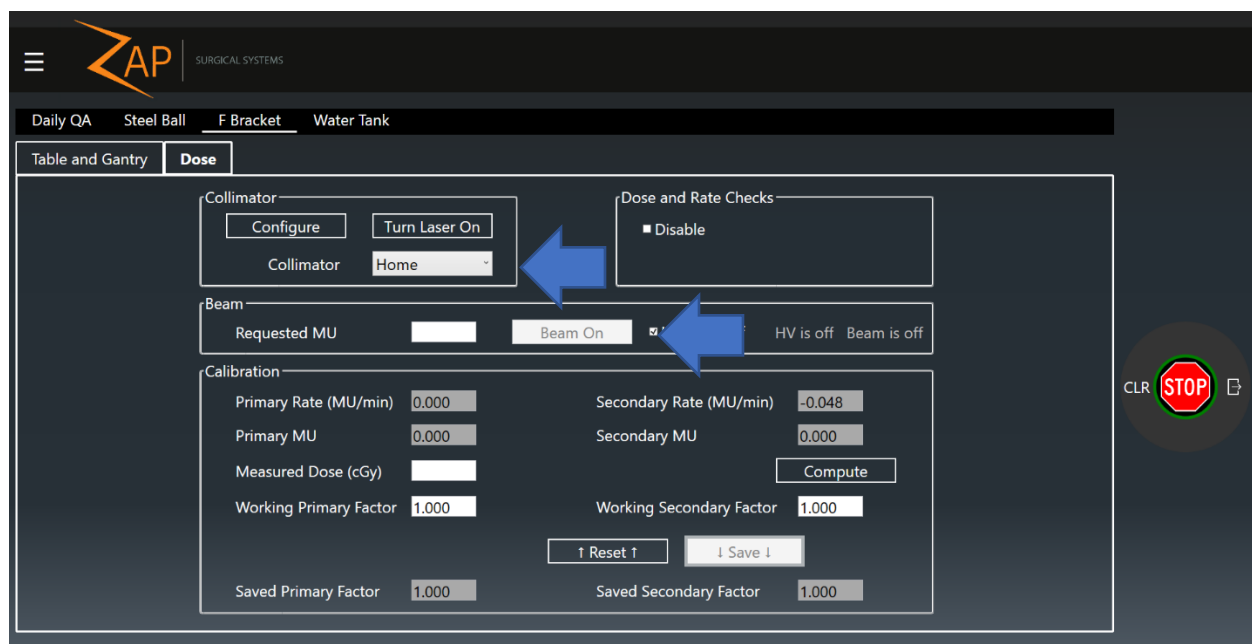 ZAP SURGICAL SYSTEMS
Daily QA Steel Ball F Bracket Water Tank
Table and Gantry Dose
Collimator
Configure Turn Laser On
Collimator Home
Dose and Rate Checks
Disable
Beam
Requested MU Beam On HV is off Beam is off
Calibration
Primary Rate (MU/min) 0.000 Secondary Rate (MU/min) -0.048
Primary MU 0.000 Secondary MU 0.000
Measured Dose (cGy) Compute
Working Primary Factor 1.000 Working Secondary Factor 1.000
↑ Reset ↑ ↓ Save ↓
Saved Primary Factor 1.000 Saved Secondary Factor 1.000
CLR STOP